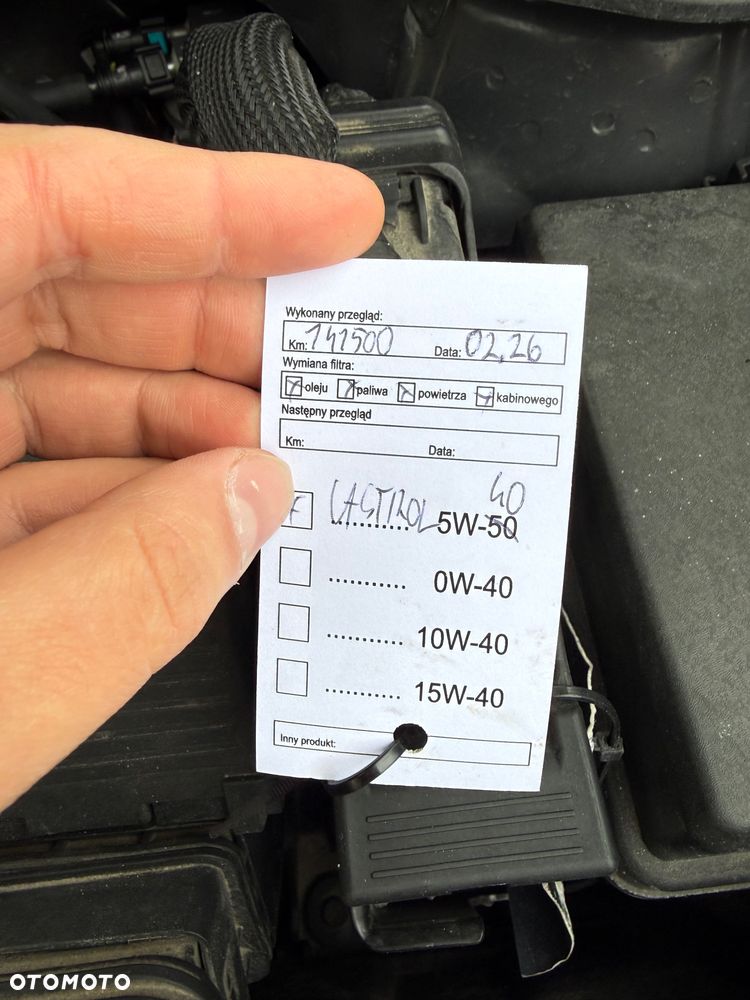 Wykonany przegląd:
Km: 141500 Data: 02,26
Wymiana filtra:
oleju paliwa powietrza kabinowego
Następny przegląd
Km: Data:
40
CASTROL 5W-50
........... 0W-40
........... 10W-40
........... 15W-40
Inny produkt:
OTOMOTO